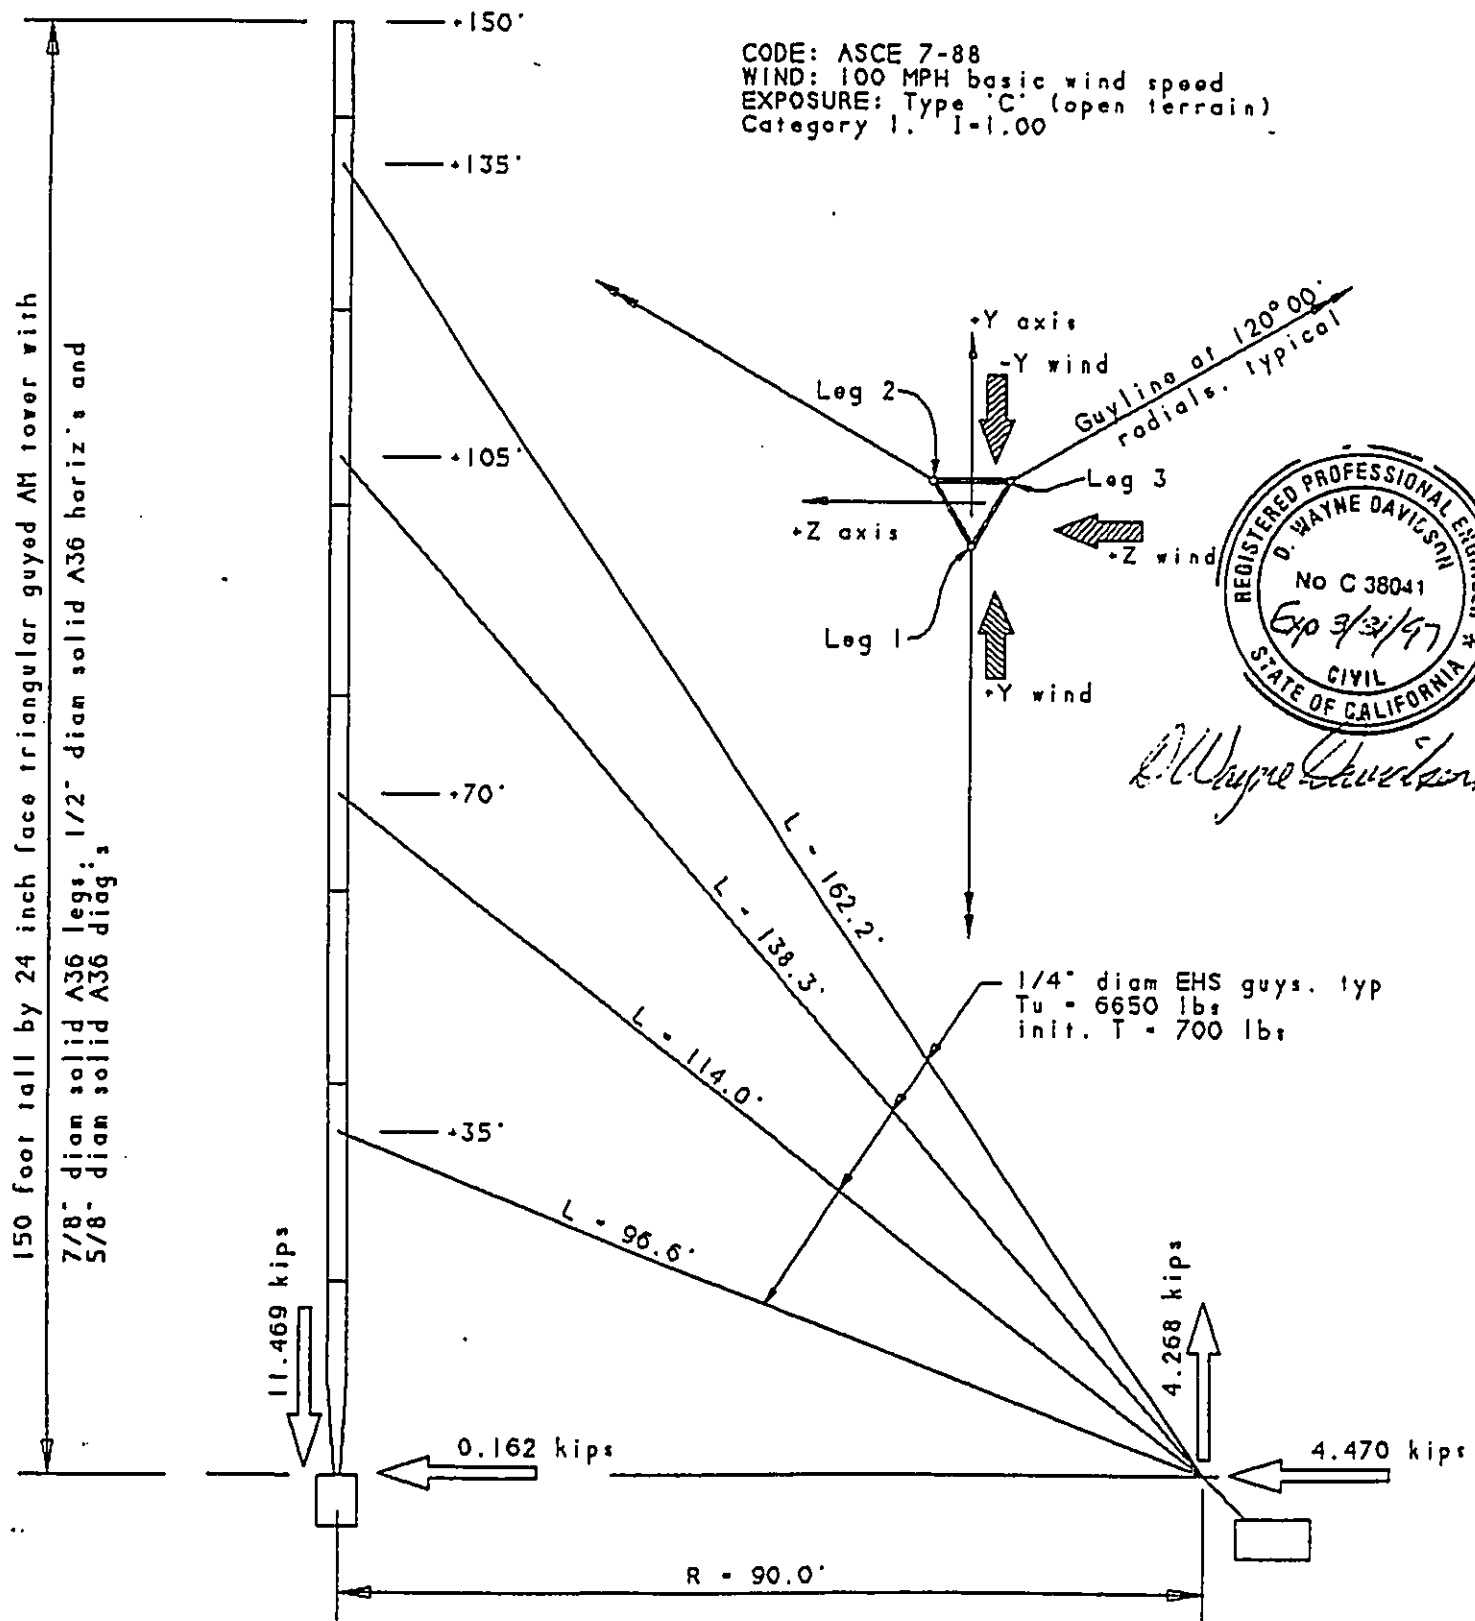 +150'
CODE: ASCE 7-88
WIND: 100 MPH basic wind speed
EXPOSURE: Type 'C' (open terrain)
Category 1. I=1.00
+135'
+Y axis
-Y wind
Guyline at 120°00'
radials, typical
Leg 2
Leg 3
+Z axis
+Z wind
Leg 1
+Y wind
REGISTERED PROFESSIONAL
D. WAYNE DAVIDSON
No C 38041
Exp 3/31/97
CIVIL
STATE OF CALIFORNIA
D. Wayne Davidson
+105'
+70'
+35'
150 foot tall by 24 inch face triangular guyed AM tower with
7/8" diam solid A36 legs, 1/2" diam solid A36 horiz's and
5/8" diam solid A36 diag's
L = 162.2'
L = 138.3'
L = 114.0'
L = 96.6'
1/4" diam EHS guys, typ
Tu = 6650 lbs
init. T = 700 lbs
11.469 kips
0.162 kips
4.268 kips
4.470 kips
R = 90.0'